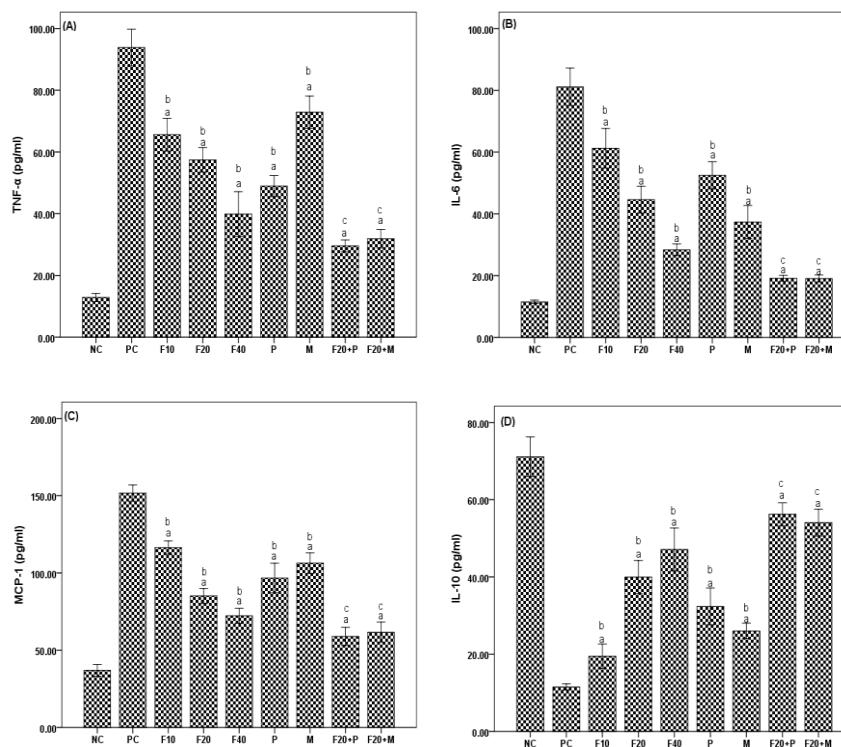 (A)
TNF-α (pg/ml)
100.00
80.00
60.00
40.00
20.00
0.00
b b b b b c c
a a a a a a a
NC PC F10 F20 F40 P M F20+P F20+M
(B)
IL-6 (pg/ml)
100.00
80.00
60.00
40.00
20.00
0.00
b b b b b c c
a a a a a a a
NC PC F10 F20 F40 P M F20+P F20+M
(C)
MCP-1 (pg/ml)
200.00
150.00
100.00
50.00
0.00
b b b b b c c
a a a a a a a
NC PC F10 F20 F40 P M F20+P F20+M
(D)
IL-10 (pg/ml)
80.00
60.00
40.00
20.00
0.00
b b b b b c c
a a a a a a a
NC PC F10 F20 F40 P M F20+P F20+M